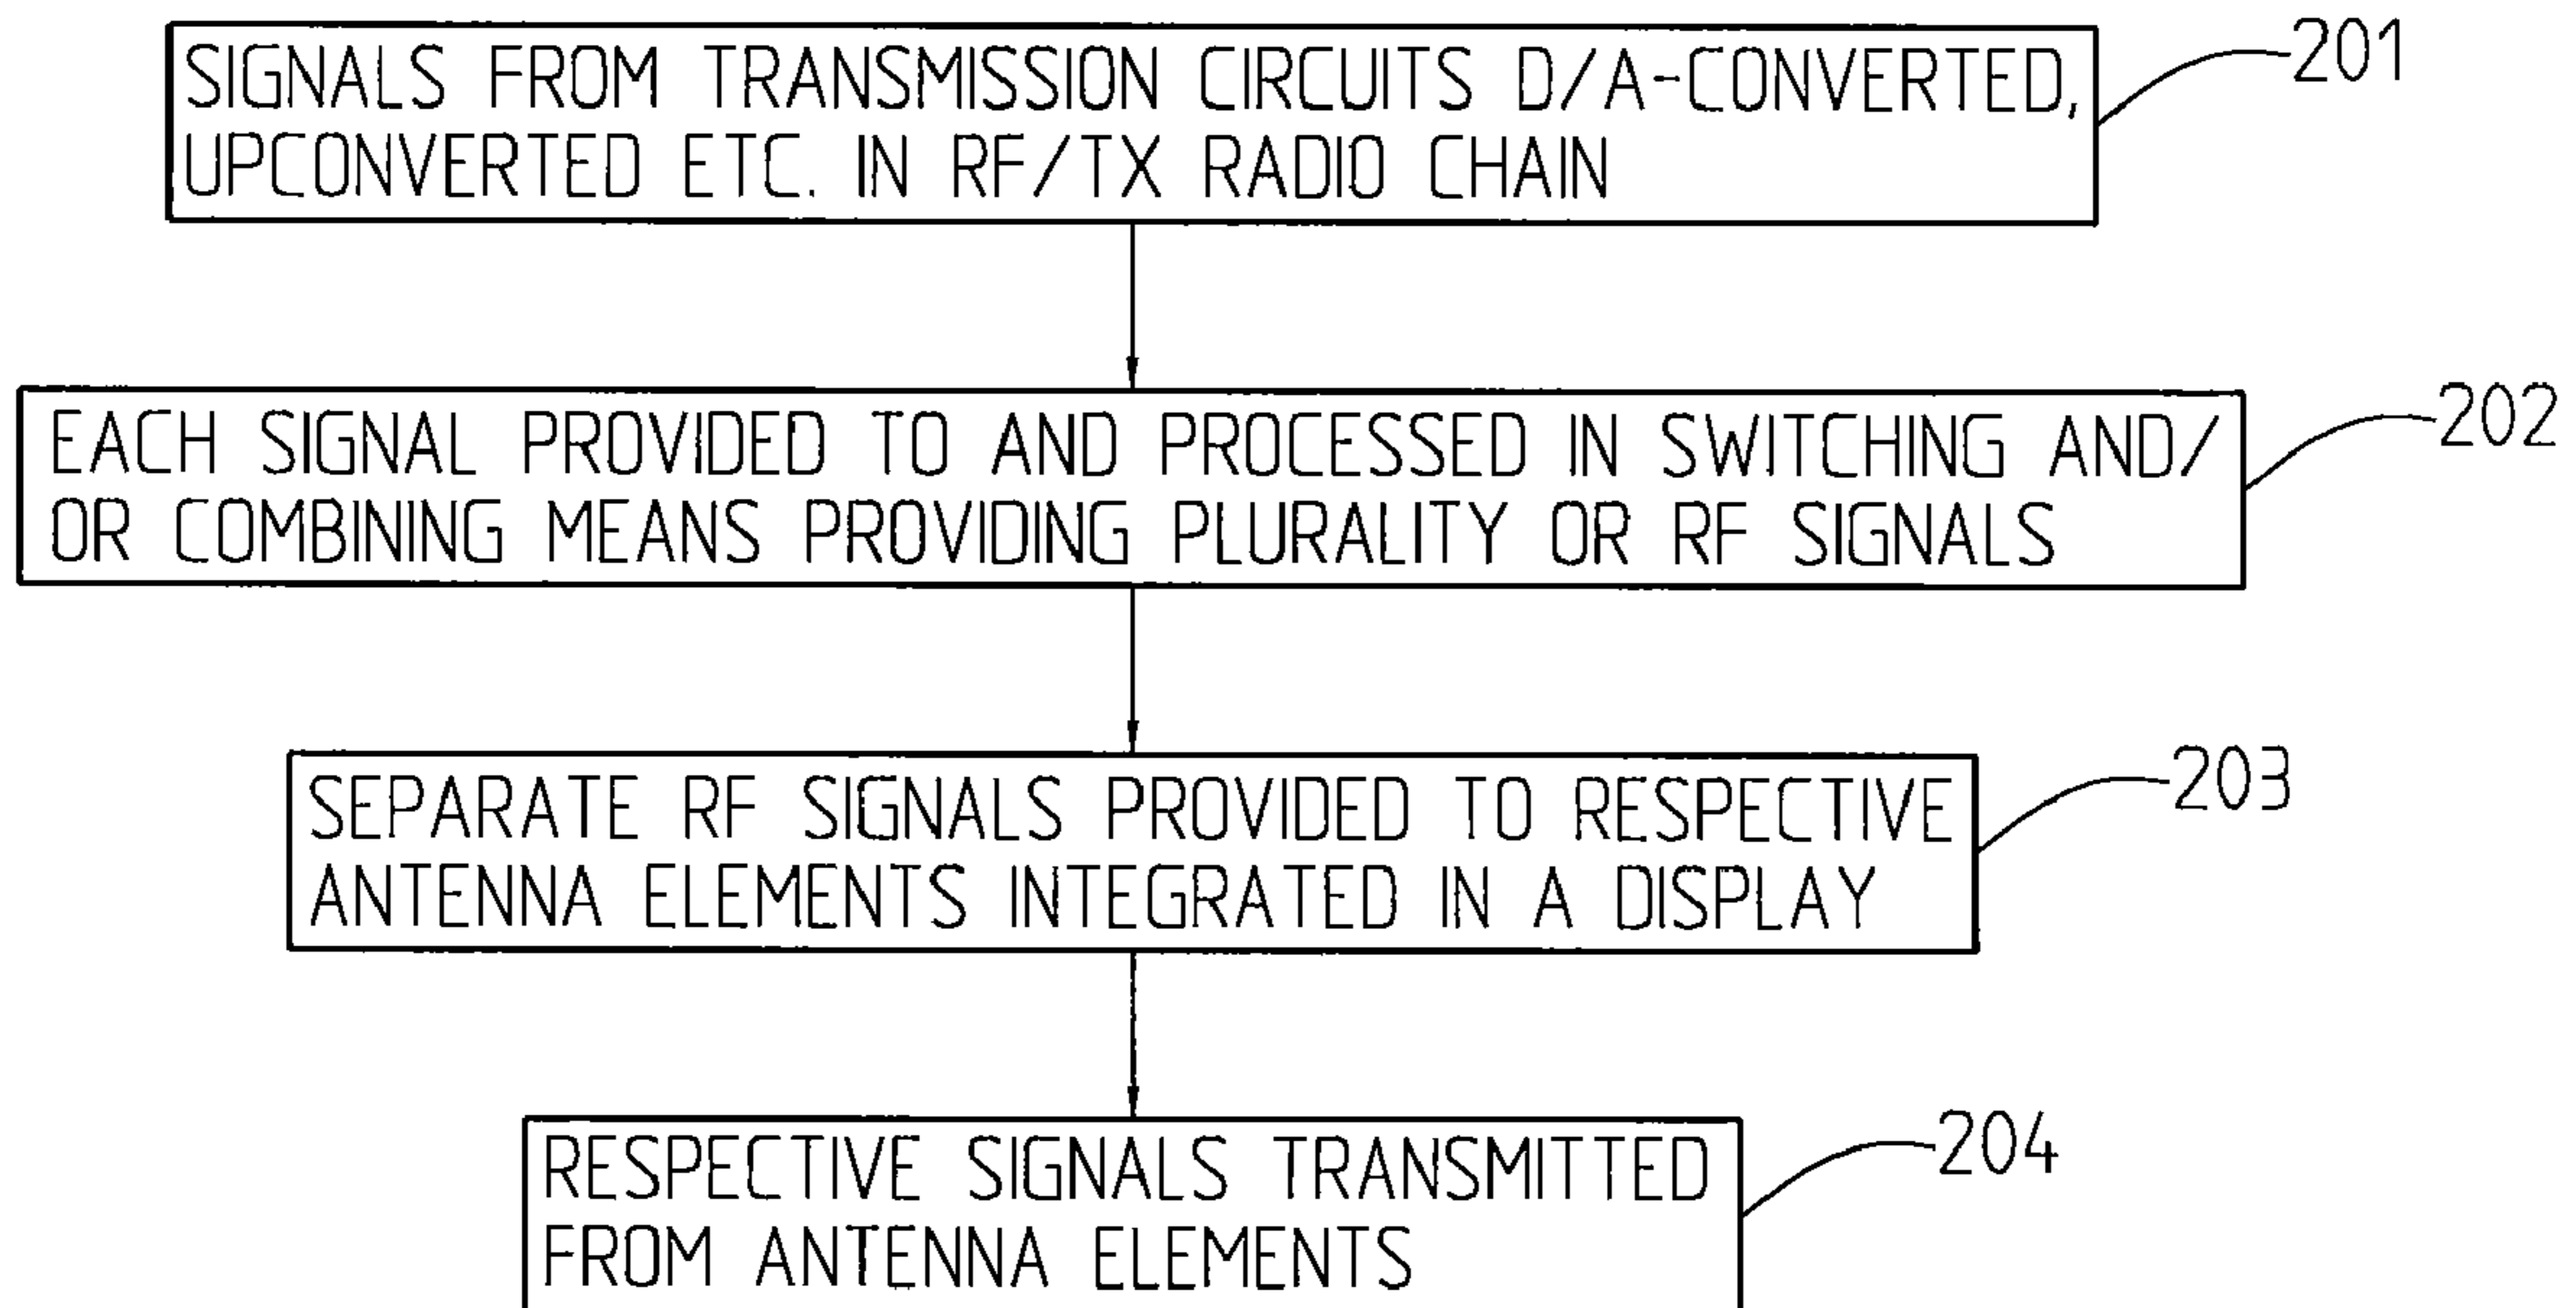 SIGNALS FROM TRANSMISSION CIRCUITS D/A-CONVERTED,
UPCONVERTED ETC. IN RF/TX RADIO CHAIN
201
EACH SIGNAL PROVIDED TO AND PROCESSED IN SWITCHING AND/
OR COMBINING MEANS PROVIDING PLURALITY OR RF SIGNALS
202
SEPARATE RF SIGNALS PROVIDED TO RESPECTIVE
ANTENNA ELEMENTS INTEGRATED IN A DISPLAY
203
RESPECTIVE SIGNALS TRANSMITTED
FROM ANTENNA ELEMENTS
204